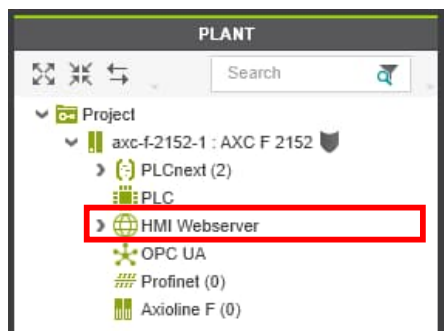 PLANT
Search
Project
axc-f-2152-1 : AXC F 2152
PLCnext (2)
PLC
HMI Webserver
OPC UA
Profinet (0)
Axioline F (0)